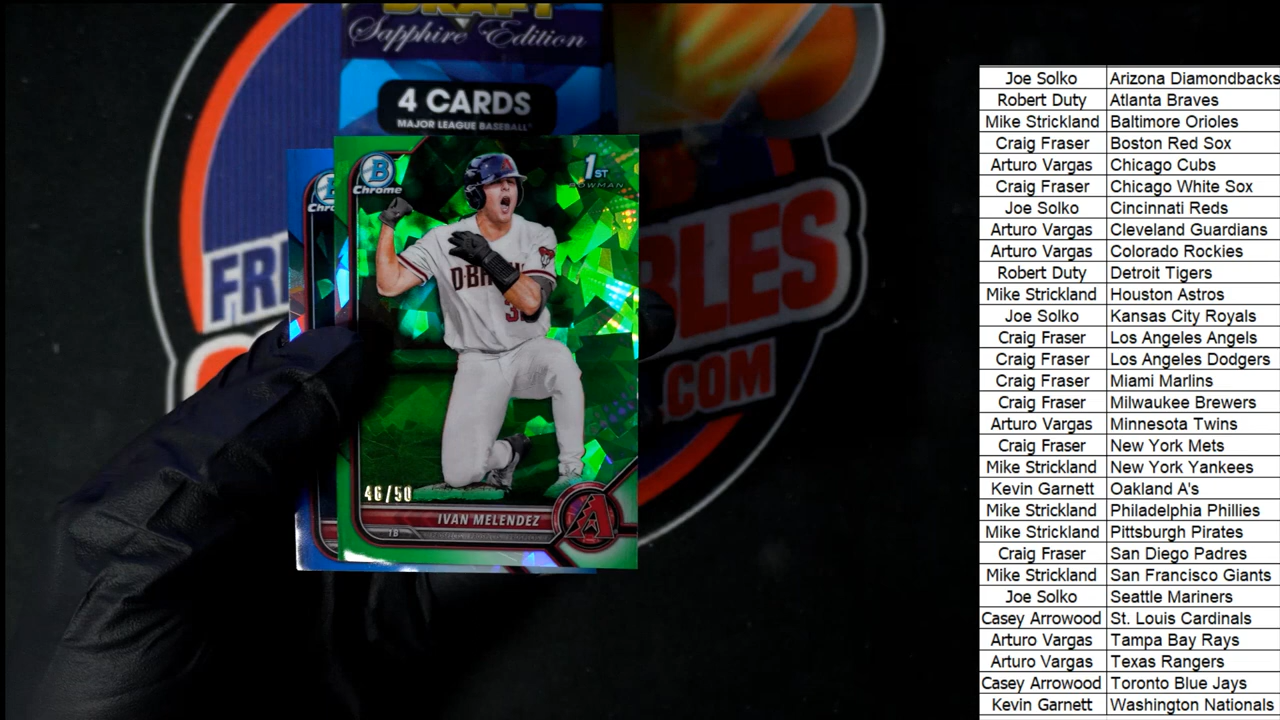 DRAFT
Sapphire Edition
4 CARDS
MAJOR LEAGUE BASEBALL
B
Chrome
1ST
BOWMAN
46/50
IVAN MELENDEZ
1B
FRI
BLES
.COM
Joe Solko Arizona Diamondbacks
Robert Duty Atlanta Braves
Mike Strickland Baltimore Orioles
Craig Fraser Boston Red Sox
Arturo Vargas Chicago Cubs
Craig Fraser Chicago White Sox
Joe Solko Cincinnati Reds
Arturo Vargas Cleveland Guardians
Arturo Vargas Colorado Rockies
Robert Duty Detroit Tigers
Mike Strickland Houston Astros
Joe Solko Kansas City Royals
Craig Fraser Los Angeles Angels
Craig Fraser Los Angeles Dodgers
Craig Fraser Miami Marlins
Craig Fraser Milwaukee Brewers
Arturo Vargas Minnesota Twins
Craig Fraser New York Mets
Mike Strickland New York Yankees
Kevin Garnett Oakland A's
Mike Strickland Philadelphia Phillies
Mike Strickland Pittsburgh Pirates
Craig Fraser San Diego Padres
Mike Strickland San Francisco Giants
Joe Solko Seattle Mariners
Casey Arrowood St. Louis Cardinals
Arturo Vargas Tampa Bay Rays
Arturo Vargas Texas Rangers
Casey Arrowood Toronto Blue Jays
Kevin Garnett Washington Nationals